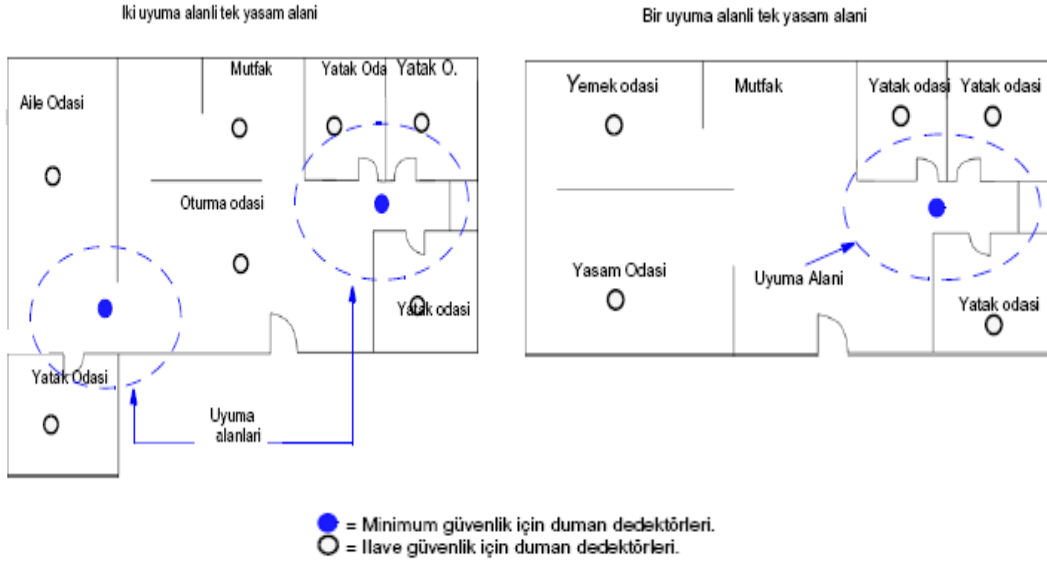 Iki uyuma alanli tek yasam alani
Aile Odasi
Mutfak
Yatak Oda
Yatak O.
Oturma odasi
Yatak odasi
Yatak Odasi
Uyuma
alanlari
Bir uyuma alanli tek yasam alani
Yemek odasi
Mutfak
Yatak odasi
Yatak odasi
Yasam Odasi
Uyuma Alani
Yatak odasi
= Minimum güvenlik için duman dedektörleri.
= Ilave güvenlik için duman dedektörleri.